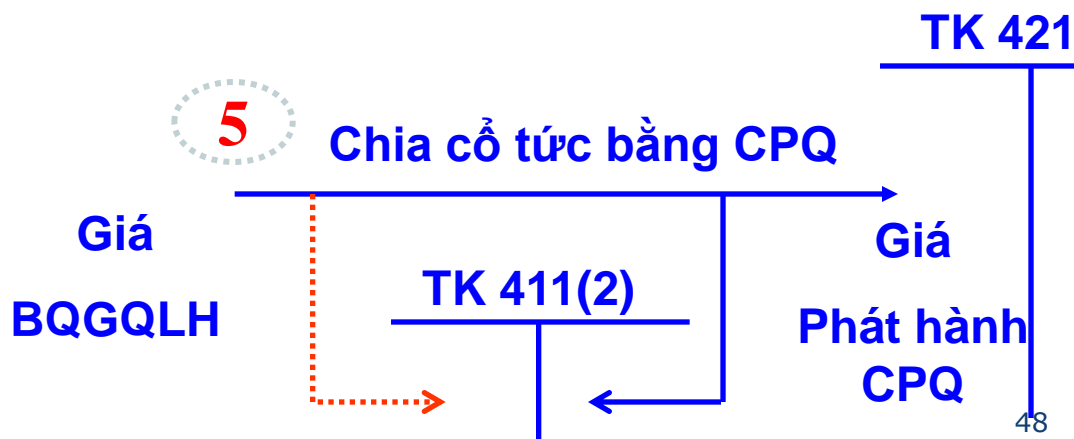 TK 421
5
Chia cổ tức bằng CPQ
Giá
BQGQLH
TK 411(2)
Giá
Phát hành
CPQ
48